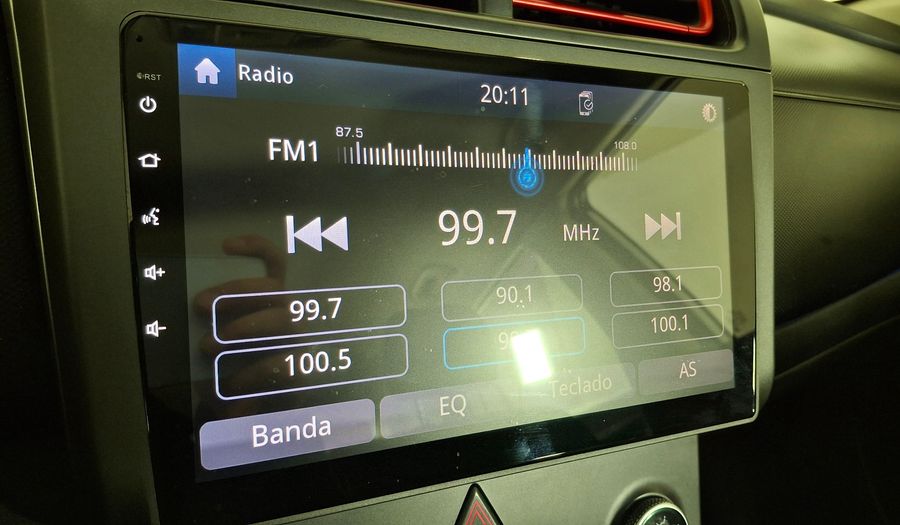 RST
Radio
20:11
87.5
108.0
FM1
99.7 MHz
99.7
90.1
98.1
100.5
100.1
Banda
EQ
Teclado
AS